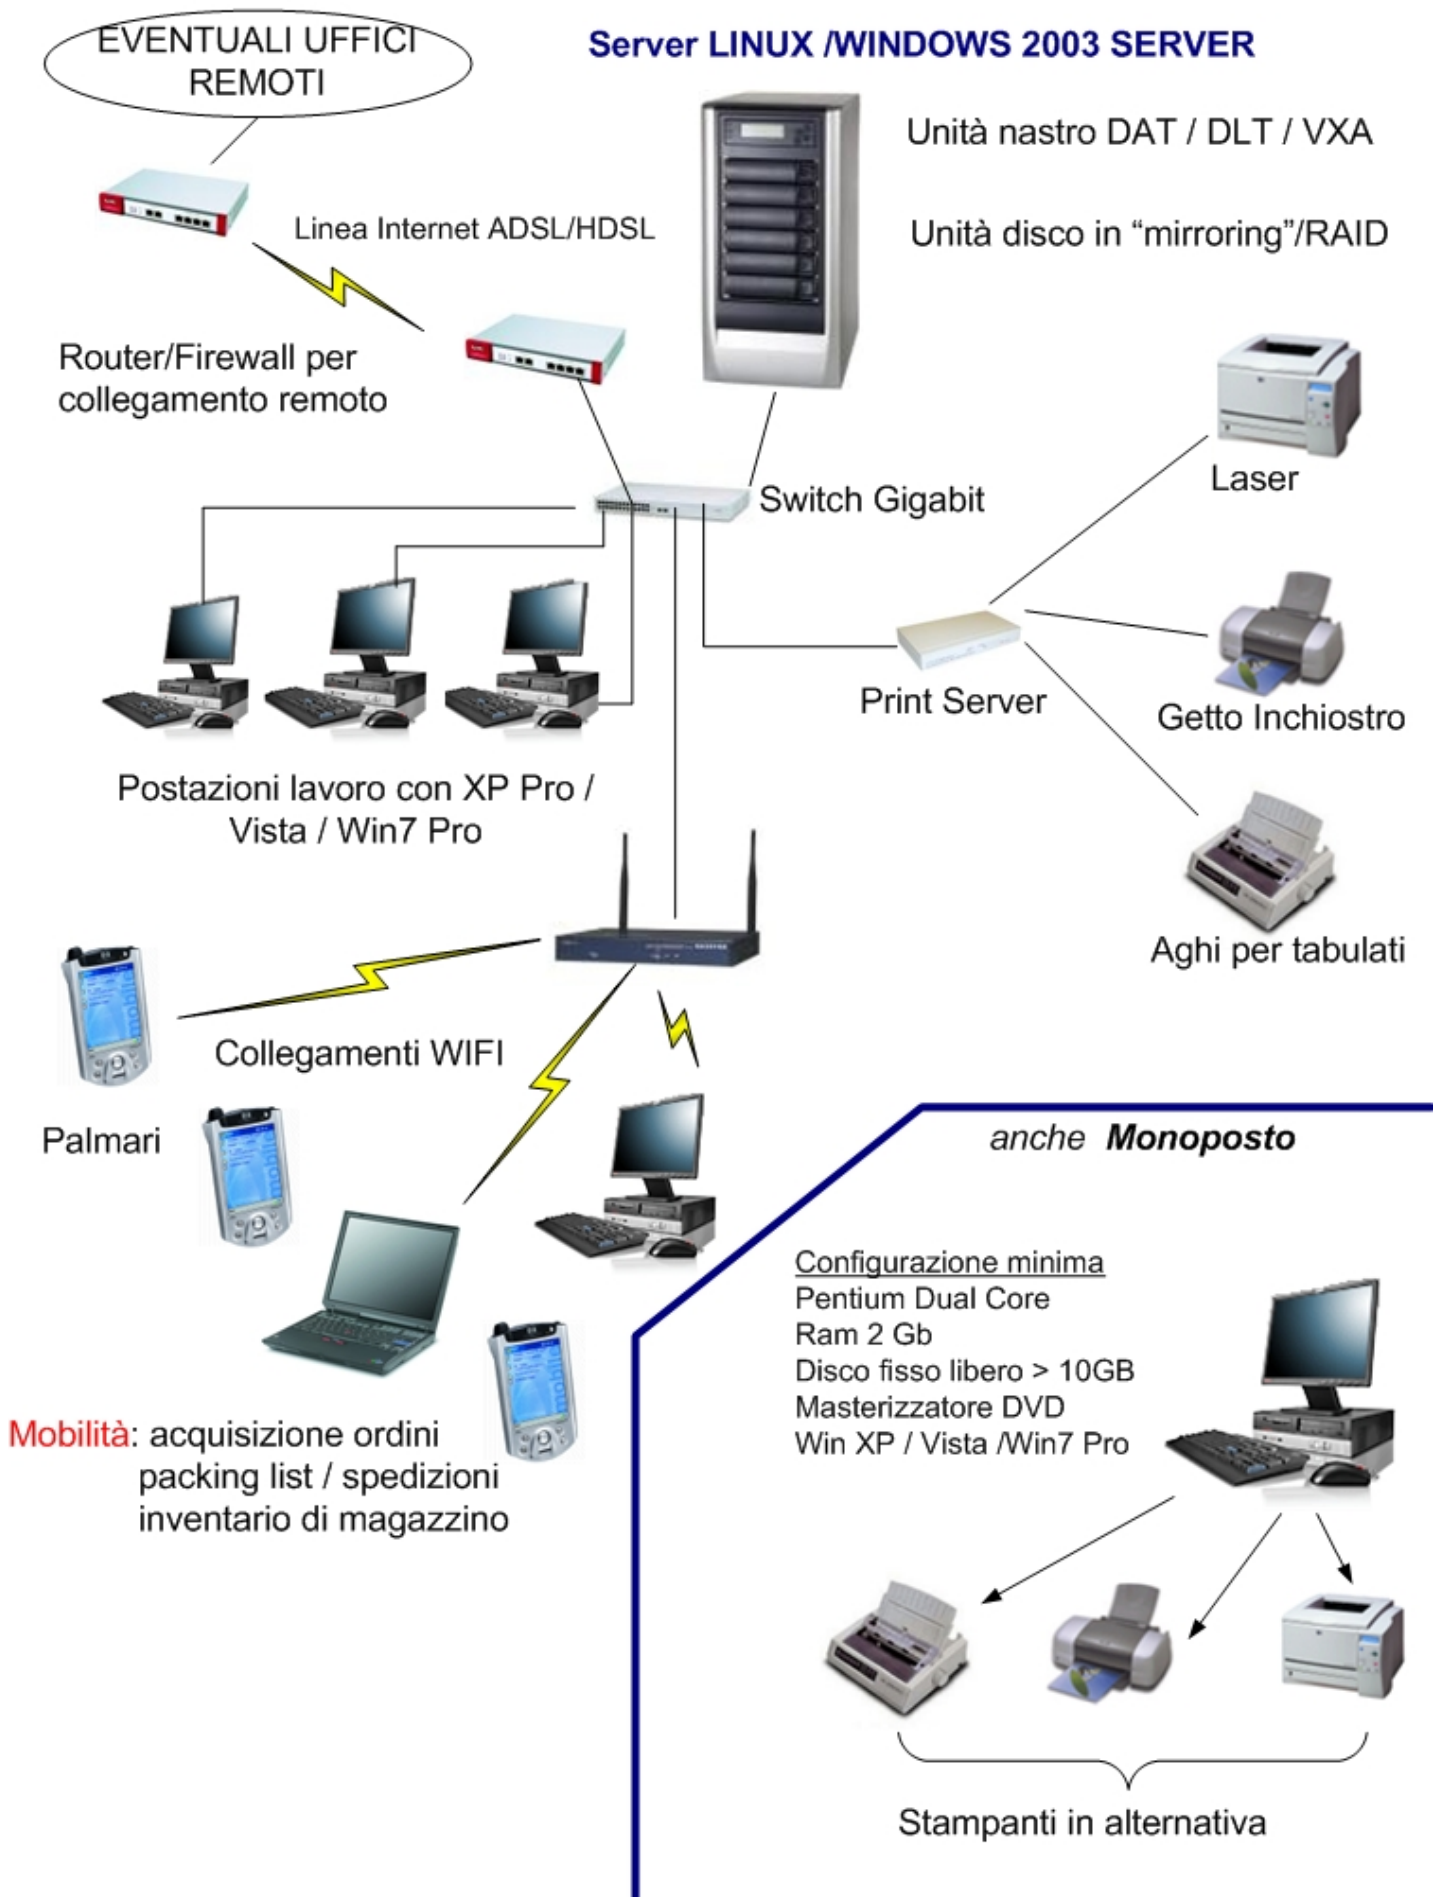 EVENTUALI UFFICI
REMOTI
Server LINUX /WINDOWS 2003 SERVER
Unità nastro DAT / DLT / VXA
Linea Internet ADSL/HDSL
Unità disco in “mirroring”/RAID
Router/Firewall per
collegamento remoto
Laser
Switch Gigabit
Print Server
Getto Inchiostro
Postazioni lavoro con XP Pro /
Vista / Win7 Pro
Aghi per tabulati
Collegamenti WIFI
Palmari
anche Monoposto
Configurazione minima
Pentium Dual Core
Ram 2 Gb
Disco fisso libero > 10GB
Masterizzatore DVD
Win XP / Vista /Win7 Pro
Mobilità: acquisizione ordini
packing list / spedizioni
inventario di magazzino
Stampanti in alternativa